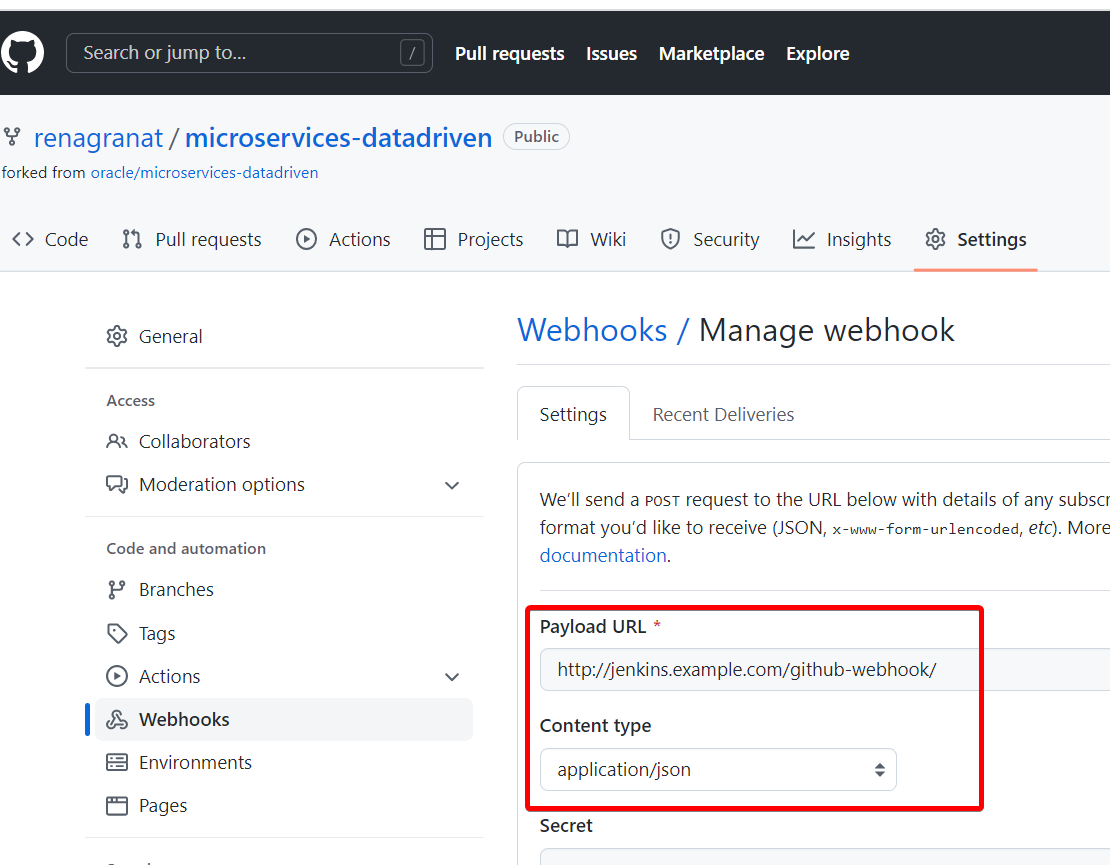 Search or jump to... /
Pull requests Issues Marketplace Explore
renagranat / microservices-datadriven Public
forked from oracle/microservices-datadriven
Code Pull requests Actions Projects Wiki Security Insights Settings
General
Access
Collaborators
Moderation options
Code and automation
Branches
Tags
Actions
Webhooks
Environments
Pages
Webhooks / Manage webhook
Settings Recent Deliveries
We'll send a POST request to the URL below with details of any
format you'd like to receive (JSON, x-www-form-urlencoded, etc). More
documentation.
Payload URL *
http://jenkins.example.com/github-webhook/
Content type
application/json
Secret